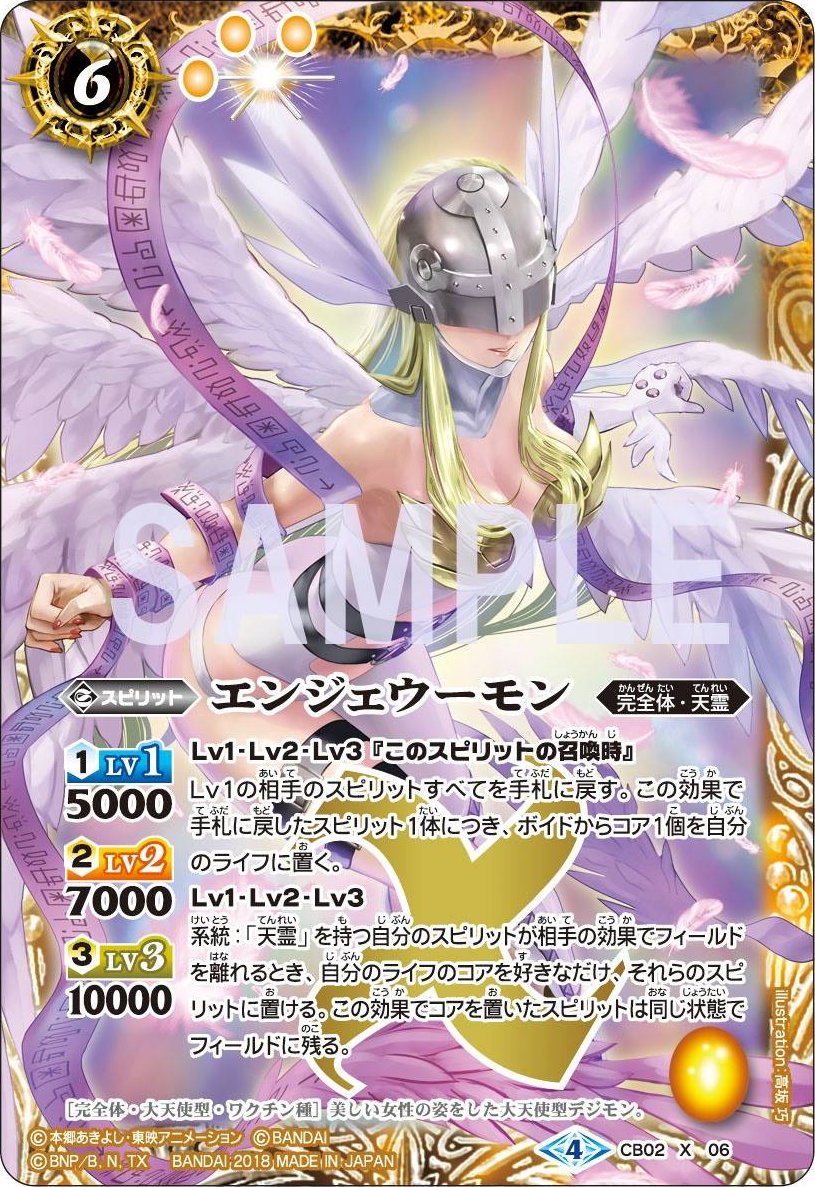 6
SAMPLE
スピリット
エンジェウーモン
完全体・天霊
1 LV1
5000
2 LV2
7000
3 LV3
10000
Lv1・Lv2・Lv3『このスピリットの召喚時』
Lv1の相手のスピリットすべてを手札に戻す。この効果で
手札に戻したスピリット1体につき、ボイドからコア1個を自分
のライフに置く。
Lv1・Lv2・Lv3
系統：「天霊」を持つ自分のスピリットが相手の効果でフィールド
を離れるとき、自分のライフのコアを好きなだけ、それらのスピ
リットに置ける。この効果でコアを置いたスピリットは同じ状態で
フィールドに残る。
illustration：高坂 巧
［完全体・大天使型・ワクチン種］美しい女性の姿をした大天使型デジモン。
©本郷あきよし・東映アニメーション ©BANDAI
©BNP/B, N, TX BANDAI 2018 MADE IN JAPAN
4 CB02 X 06